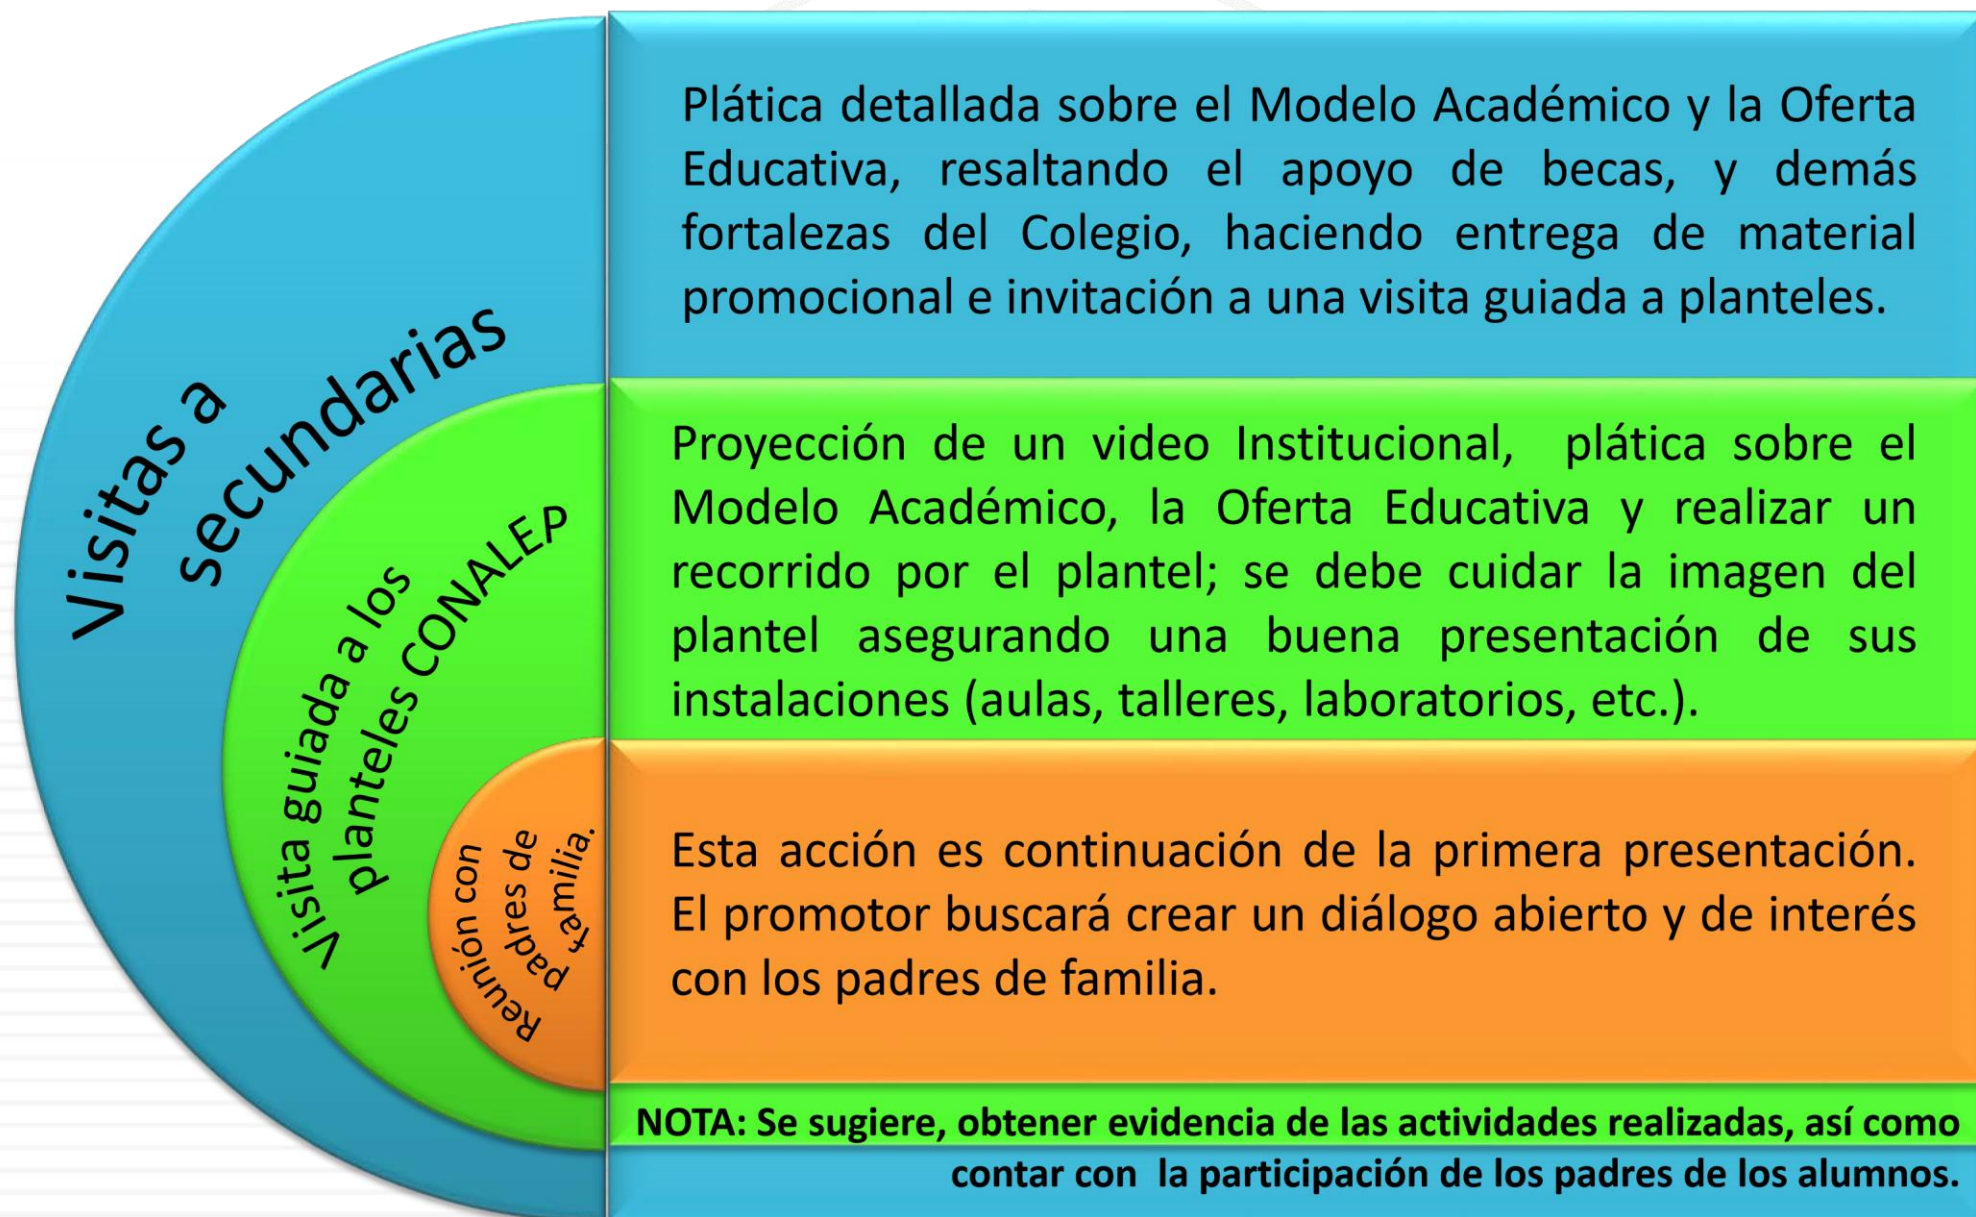 Visitas a
secundarias
Plática detallada sobre el Modelo Académico y la Oferta
Educativa, resaltando el apoyo de becas, y demás
fortalezas del Colegio, haciendo entrega de material
promocional e invitación a una visita guiada a planteles.
Visita guiada a los
planteles CONALEP
Proyección de un video Institucional, plática sobre el
Modelo Académico, la Oferta Educativa y realizar un
recorrido por el plantel; se debe cuidar la imagen del
plantel asegurando una buena presentación de sus
instalaciones (aulas, talleres, laboratorios, etc.).
Reunión con
padres de
familia.
Esta acción es continuación de la primera presentación.
El promotor buscará crear un diálogo abierto y de interés
con los padres de familia.
NOTA: Se sugiere, obtener evidencia de las actividades realizadas, así como
contar con la participación de los padres de los alumnos.